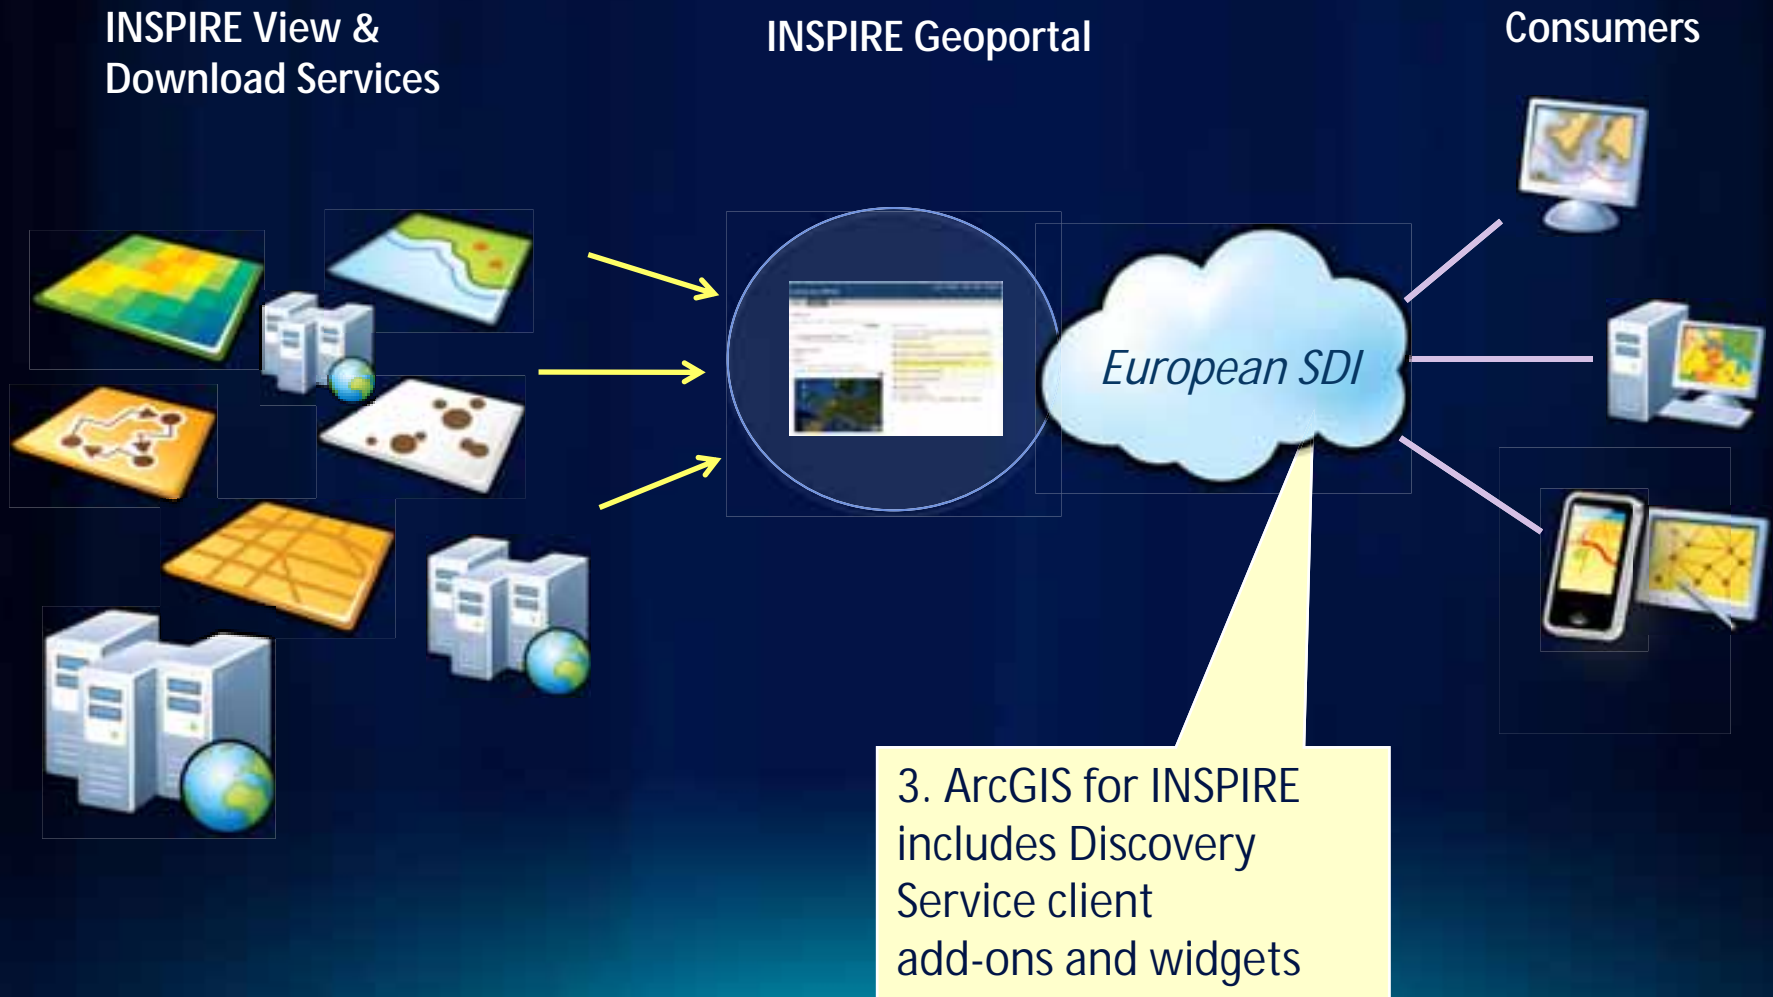 INSPIRE View &
Download Services
INSPIRE Geoportal
Consumers
European SDI
3. ArcGIS for INSPIRE
includes Discovery
Service client
add-ons and widgets